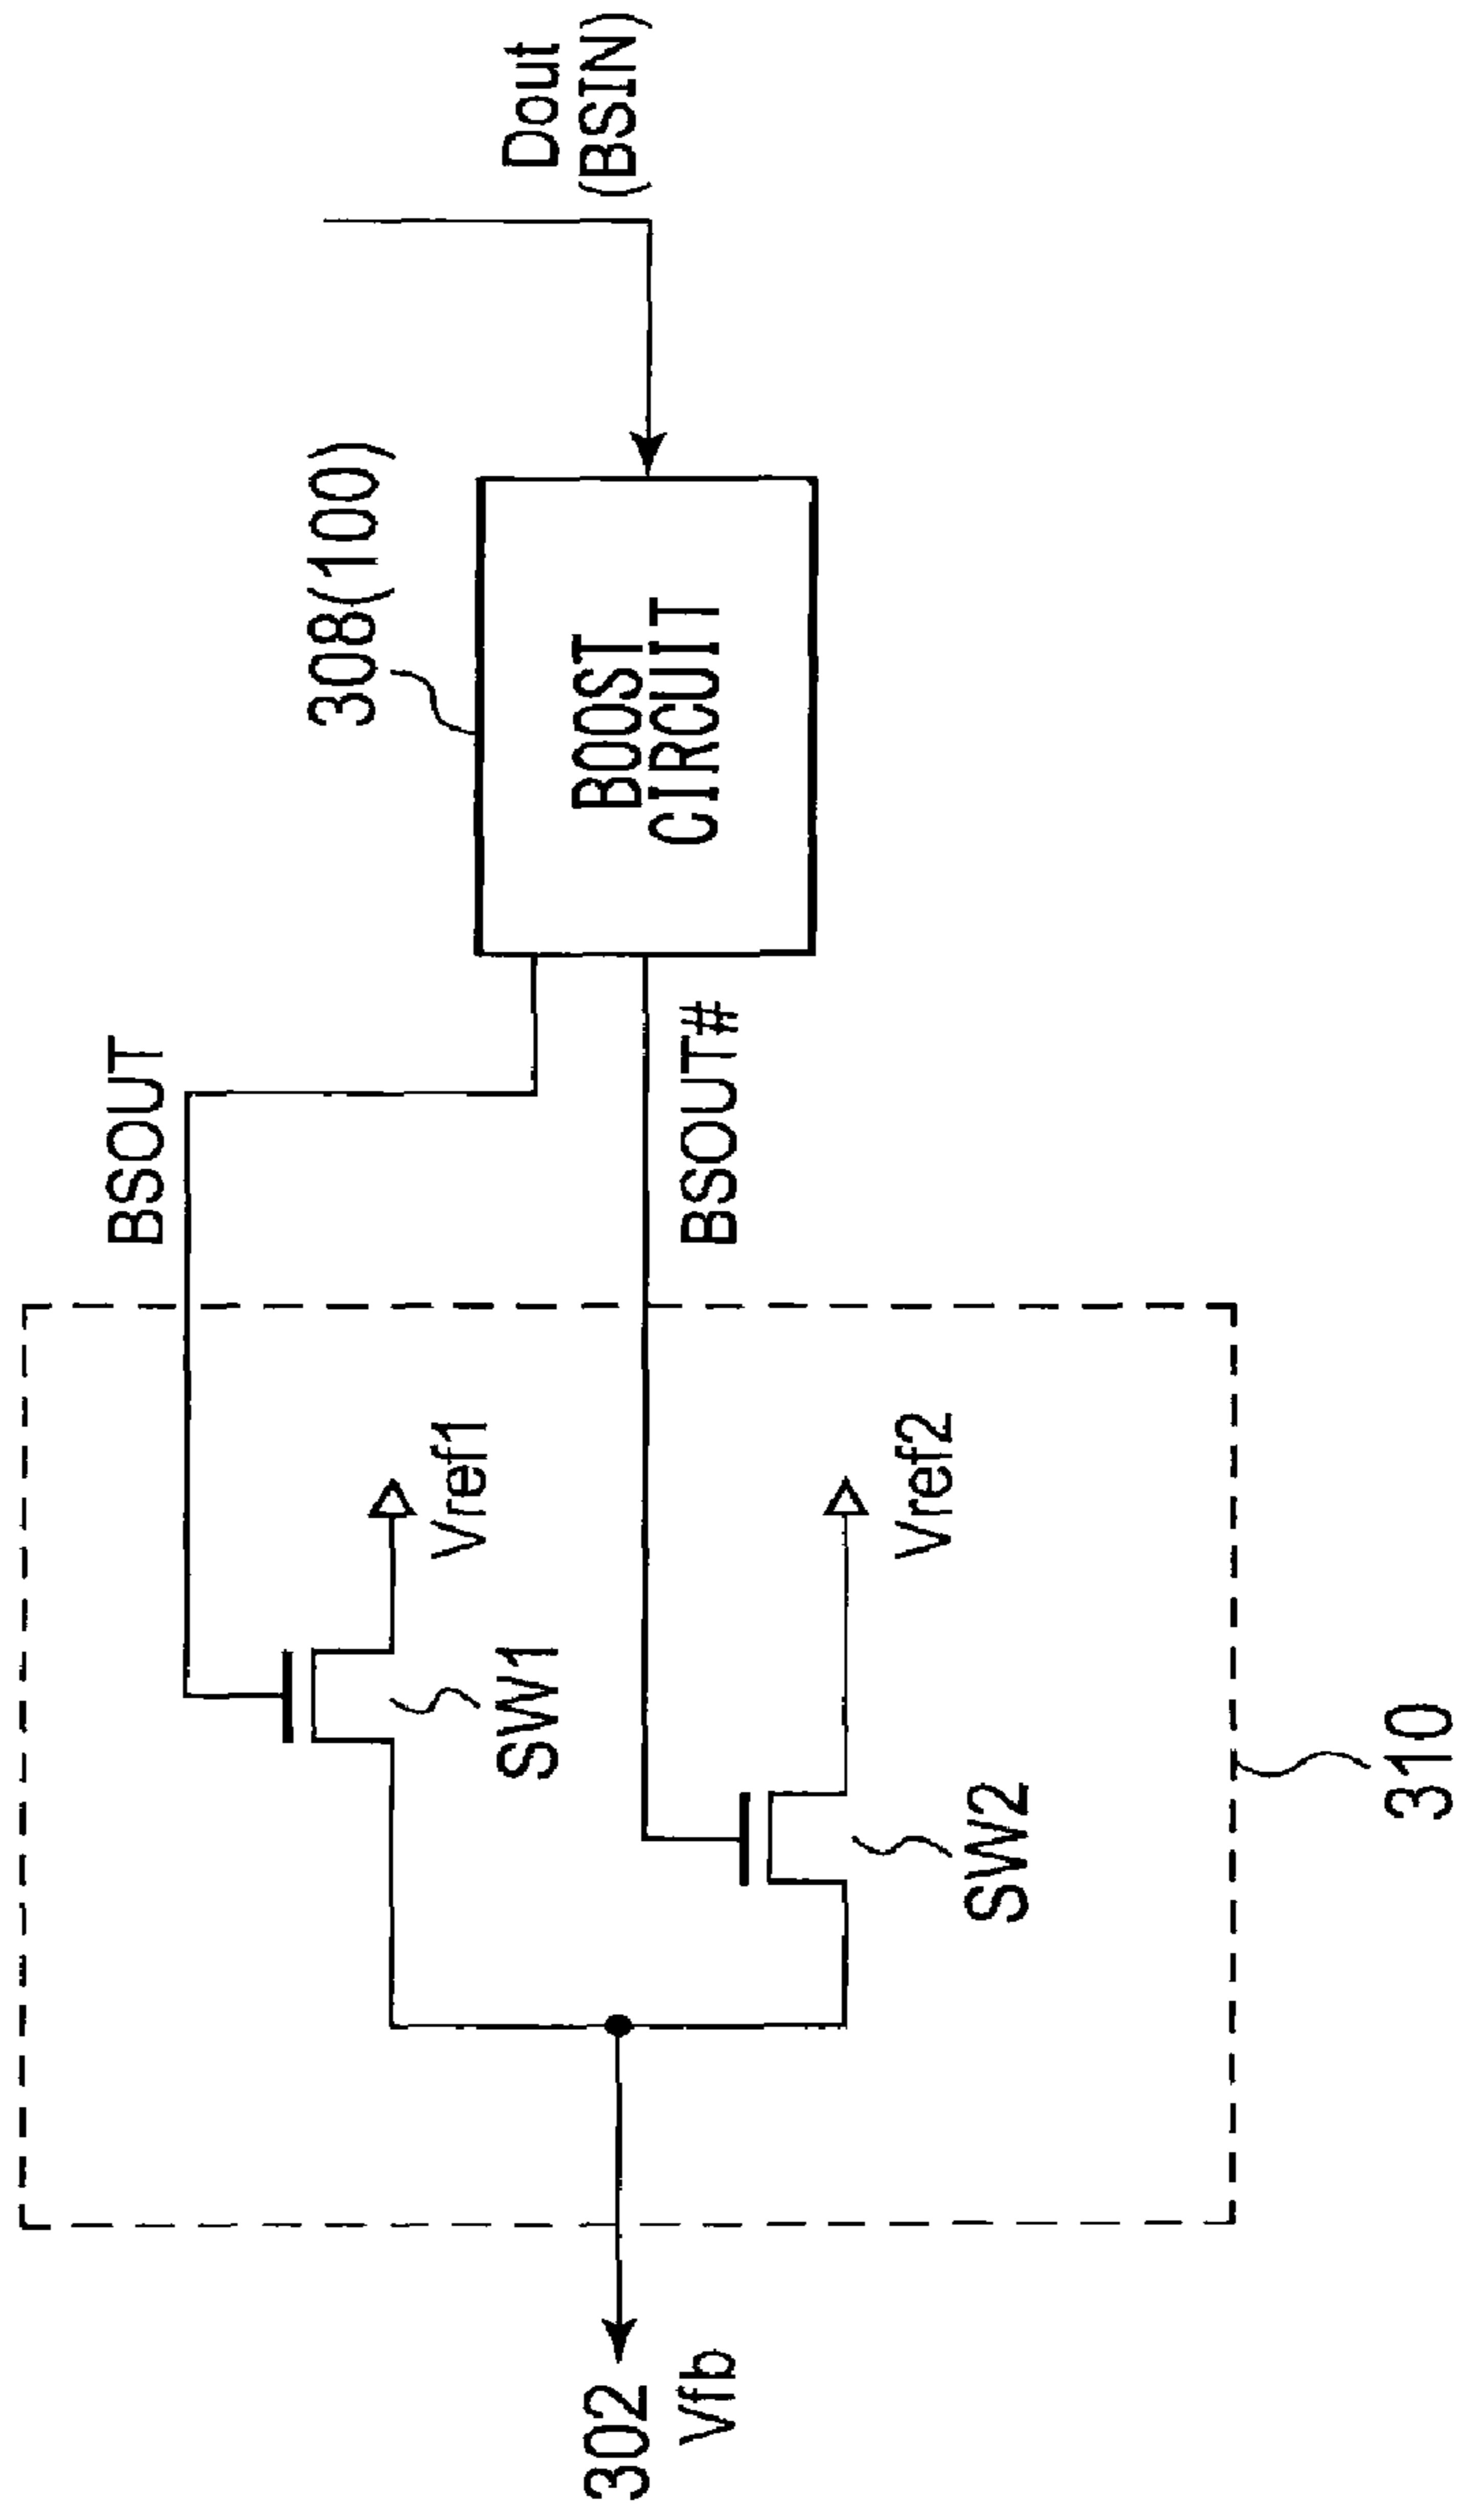 302
Vfb
310
SW1
SW2
Vref1
Vref2
BSOUT
BSOUT#
308(100)
BOOST
CIRCUIT
Dout
(BSIN)